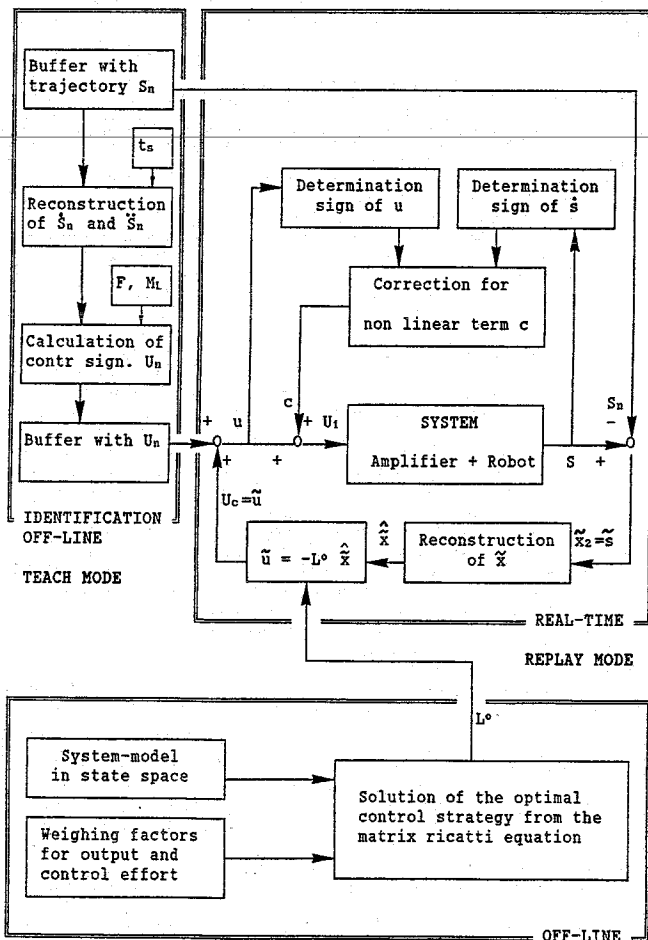 Buffer with
trajectory Sn
ts
Reconstruction
of Ṡn and S̈n
F, ML
Calculation of
contr sign. Un
Buffer with Un
IDENTIFICATION
OFF-LINE
TEACH MODE
Determination
sign of u
Determination
sign of ṡ
Correction for
non linear term c
+
u
+
c
+
+ U1
SYSTEM
Amplifier + Robot
S
+
Sn
-
Uc=ũ
ũ = -L° x̃̂
x̃̂
Reconstruction
of x̃
x̃2=s̃
REAL-TIME
REPLAY MODE
L°
System-model
in state space
Weighing factors
for output and
control effort
Solution of the optimal
control strategy from the
matrix ricatti equation
OFF-LINE